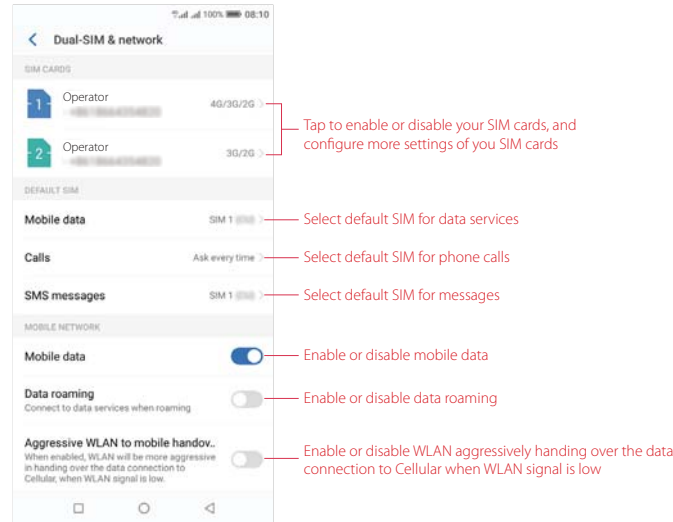 100% 08:10
Dual-SIM & network
SIM CARDS
1
Operator
4G/3G/2G
2
Operator
3G/2G
Tap to enable or disable your SIM cards, and
configure more settings of you SIM cards
DEFAULT SIM
Mobile data
SIM 1
Select default SIM for data services
Calls
Ask every time
Select default SIM for phone calls
SMS messages
SIM 1
Select default SIM for messages
MOBILE NETWORK
Mobile data
Enable or disable mobile data
Data roaming
Connect to data services when roaming
Enable or disable data roaming
Aggressive WLAN to mobile handov..
When enabled, WLAN will be more aggressive
in handing over the data connection to
Cellular, when WLAN signal is low.
Enable or disable WLAN aggressively handing over the data
connection to Cellular when WLAN signal is low